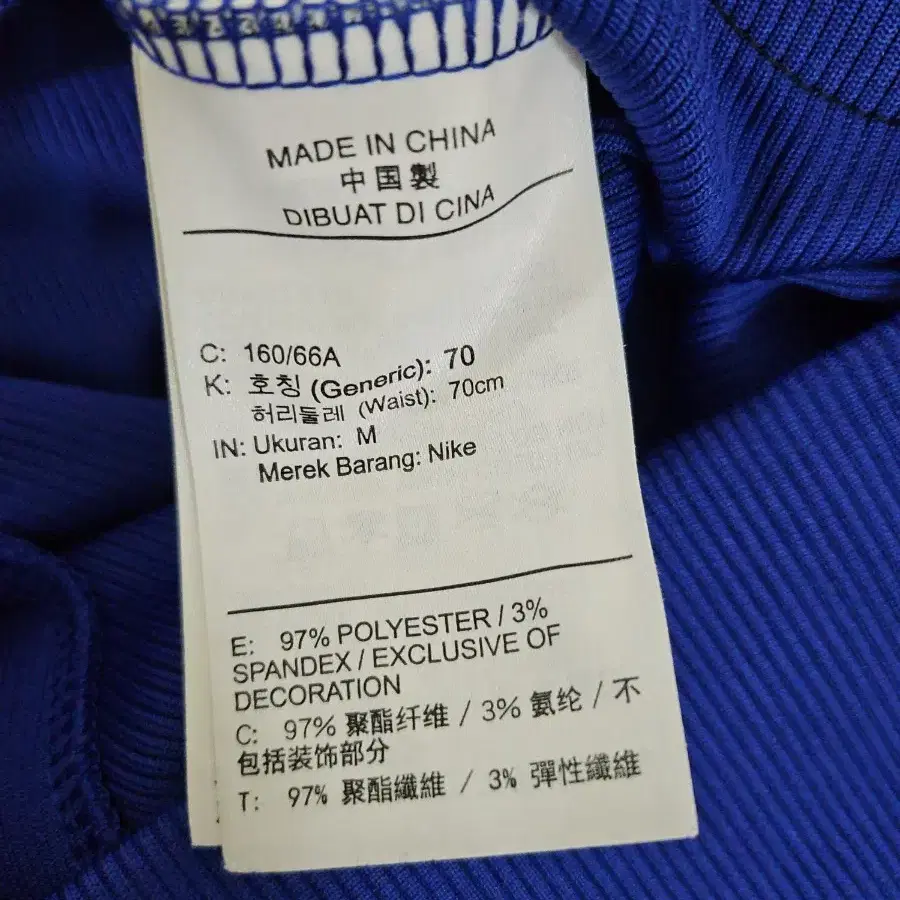 MADE IN CHINA
中国製
DIBUAT DI CINA
C: 160/66A
K: 호칭 (Generic): 70
허리둘레 (Waist): 70cm
IN: Ukuran: M
Merek Barang: Nike
E: 97% POLYESTER / 3%
SPANDEX / EXCLUSIVE OF
DECORATION
C: 97% 聚酯纤维 / 3% 氨纶 / 不
包括装饰部分
T: 97% 聚酯纖維 / 3% 彈性纖維